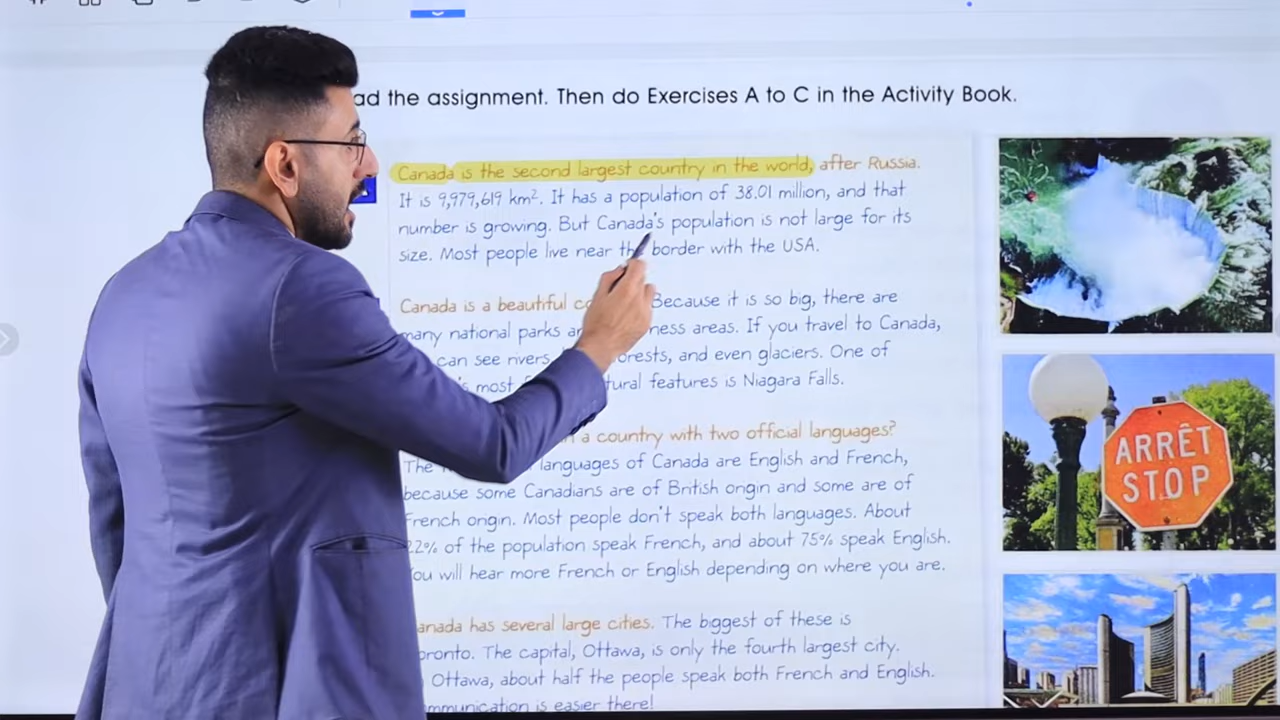 ad the assignment. Then do Exercises A to C in the Activity Book.
Canada is the second largest country in the world, after Russia.
It is 9,979,619 km². It has a population of 38.01 million, and that
number is growing. But Canada's population is not large for its
size. Most people live near the border with the USA.
Canada is a beautiful Because it is so big, there are
many national parks ness areas. If you travel to Canada,
can see rivers, orests, and even glaciers. One of
's most tural features is Niagara Falls.
a country with two official languages?
The languages of Canada are English and French,
because some Canadians are of British origin and some are of
French origin. Most people don't speak both languages. About
22% of the population speak French, and about 75% speak English.
You will hear more French or English depending on where you are.
anada has several large cities. The biggest of these is
oronto. The capital, Ottawa, is only the fourth largest city.
Ottawa, about half the people speak both French and English.
mmunication is easier there!
ARRÊT
STOP